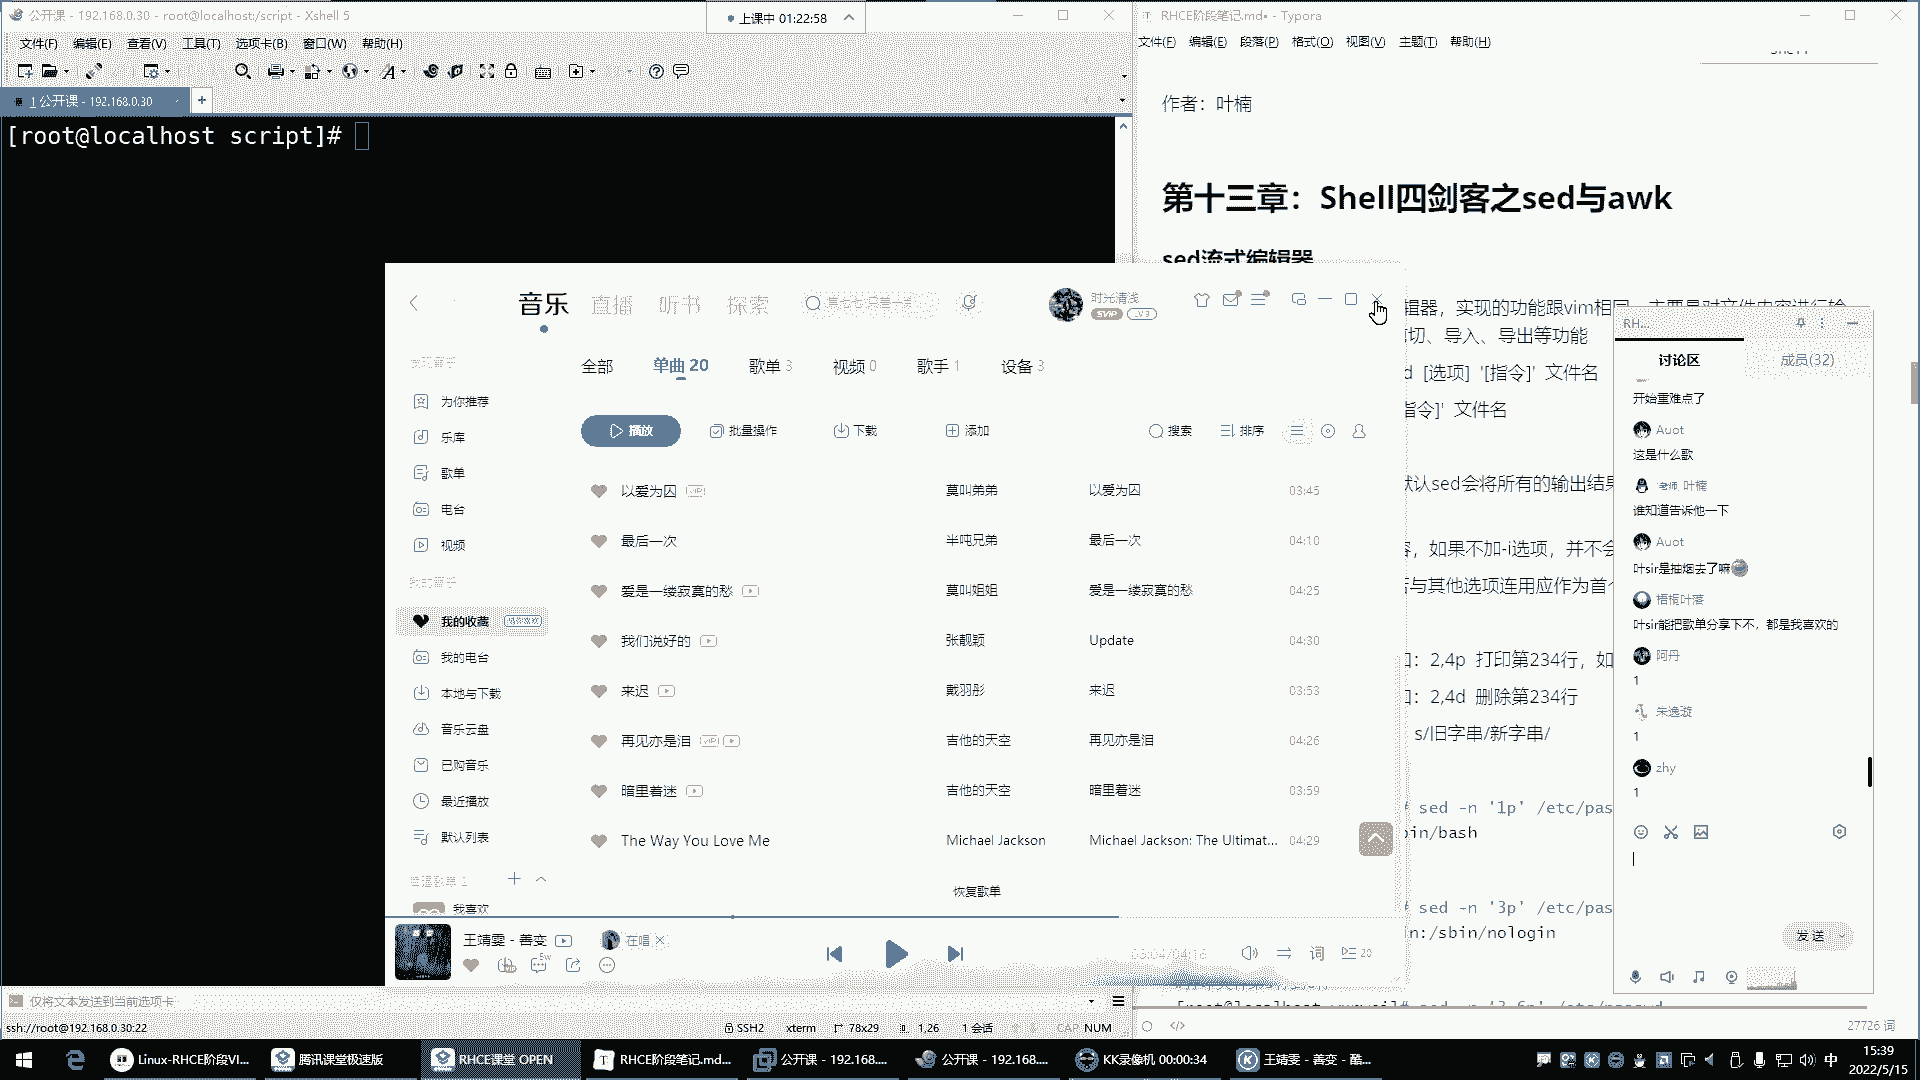 公开课 - 192.168.0.30 - root@localhost:/script - Xshell 5
上课中 01:22:58
文件(F) 编辑(E) 查看(V) 工具(T) 选项卡(B) 窗口(W) 帮助(H)
1 公开课 - 192.168.0.30
[root@localhost script]#
RHCE阶段笔记.md• - Typora
文件(F) 编辑(E) 段落(P) 格式(O) 视图(V) 主题(T) 帮助(H)
作者：叶楠
第十三章：Shell四剑客之sed与awk
sed流式编辑器
辑器，实现的功能跟vim相同，主要是对文件内容进行输
切、导入、导出等功能
d [选项] '[指令]' 文件名
指令]' 文件名
默认sed会将所有的输出结果
容，如果不加-i选项，并不会
与其他选项连用应作为首个
：2,4p 打印第234行，如
：2,4d 删除第234行
s/旧字串/新字串/
# sed -n '1p' /etc/pas
bin/bash
# sed -n '3p' /etc/pas
n:/sbin/nologin
27726 词
音乐 直播 听书 探索
时光清浅
SVIP
全部 单曲 20 歌单 3 视频 0 歌手 1 设备 3
播放 批量操作 下载 添加 搜索 排序
为你推荐
乐库
歌单
电台
视频
我的收藏
我的电台
本地与下载
音乐云盘
已购音乐
最近播放
默认列表
我喜欢
以爱为囚 VIP 莫叫弟弟 以爱为囚 03:45
最后一次 半吨兄弟 最后一次 04:10
爱是一缕寂寞的愁 莫叫姐姐 爱是一缕寂寞的愁 04:25
我们说好的 张靓颖 Update 04:30
来迟 戴羽彤 来迟 03:53
再见亦是泪 VIP 吉他的天空 再见亦是泪 04:26
暗里着迷 吉他的天空 暗里着迷 03:59
The Way You Love Me Michael Jackson Michael Jackson: The Ultimat... 04:29
恢复歌单
王靖雯 - 善变
在唱
5w
03:04/04:16
词
20
RH...
讨论区 成员(32)
开始重难点了
Auot
这是什么歌
老师 叶楠
谁知道告诉他一下
Auot
叶sir是抽烟去了嘛
梧桐叶落
叶sir能把歌单分享下不，都是我喜欢的
阿丹
1
朱逸璇
1
zhy
1
发送
仅将文本发送到当前选项卡
ssh://root@192.168.0.30:22 SSH2 xterm 78x29 1,26 1 会话 CAP NUM
Linux-RHCE阶段VI...
腾讯课堂极速版
RHCE课堂 OPEN
RHCE阶段笔记.md...
公开课 - 192.168....
公开课 - 192.168....
KK录像机 00:00:34
王靖雯 - 善变 - 酷...
中
15:39
2022/5/15